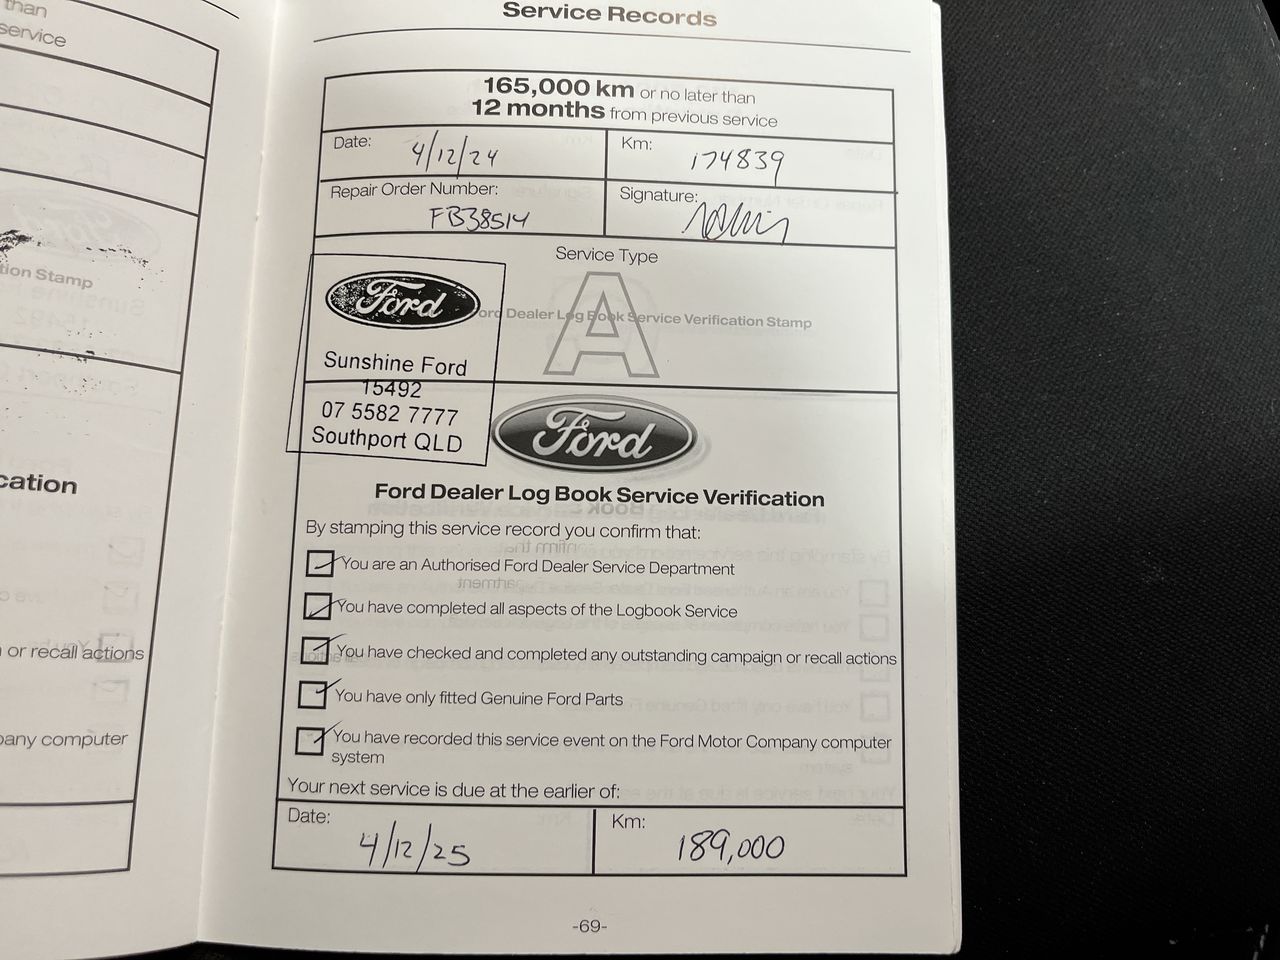 than
service
tion Stamp
cation
or recall actions
pany computer
Service Records
165,000 km or no later than
12 months from previous service
Date: 4/12/24
Km: 174839
Repair Order Number: FB38514
Signature:
Service Type
A
Ford Dealer Log Book Service Verification Stamp
Ford
Sunshine Ford
15492
07 5582 7777
Southport QLD
Ford
Ford Dealer Log Book Service Verification
By stamping this service record you confirm that:
You are an Authorised Ford Dealer Service Department
You have completed all aspects of the Logbook Service
You have checked and completed any outstanding campaign or recall actions
You have only fitted Genuine Ford Parts
You have recorded this service event on the Ford Motor Company computer
system
Your next service is due at the earlier of:
Date: 4/12/25
Km: 189,000
-69-